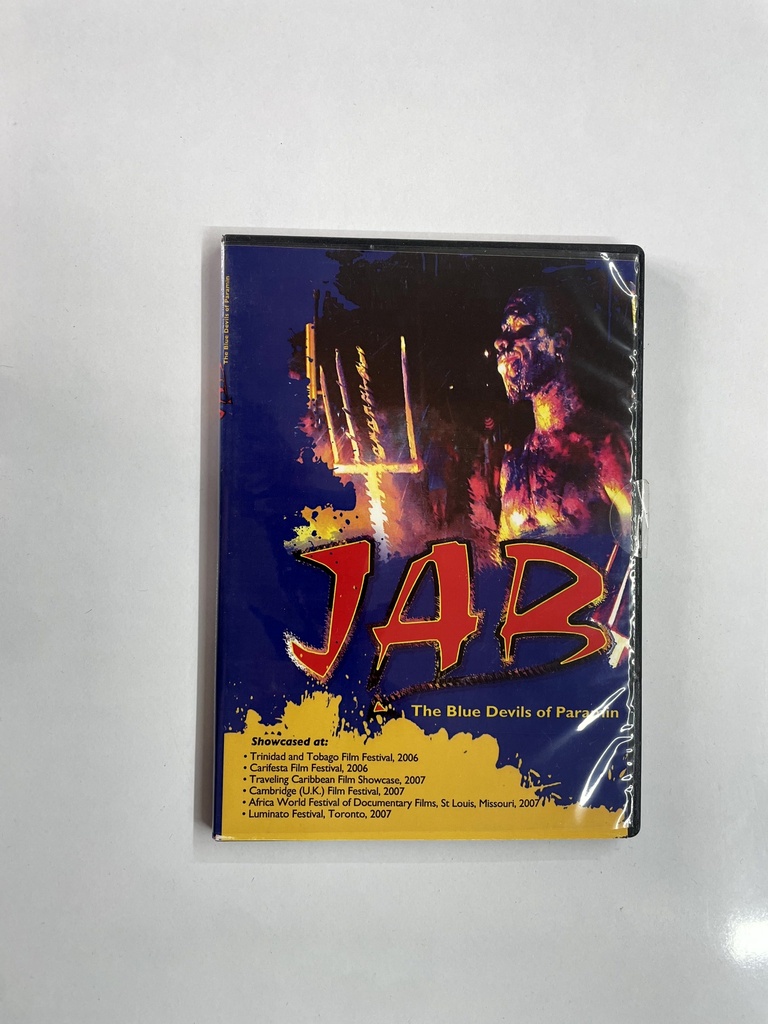 The Blue Devils of Paramin
JAB
The Blue Devils of Paramin
Showcased at:
• Trinidad and Tobago Film Festival, 2006
• Carifesta Film Festival, 2006
• Traveling Caribbean Film Showcase, 2007
• Cambridge (U.K.) Film Festival, 2007
• Africa World Festival of Documentary Films, St Louis, Missouri, 2007
• Luminato Festival, Toronto, 2007